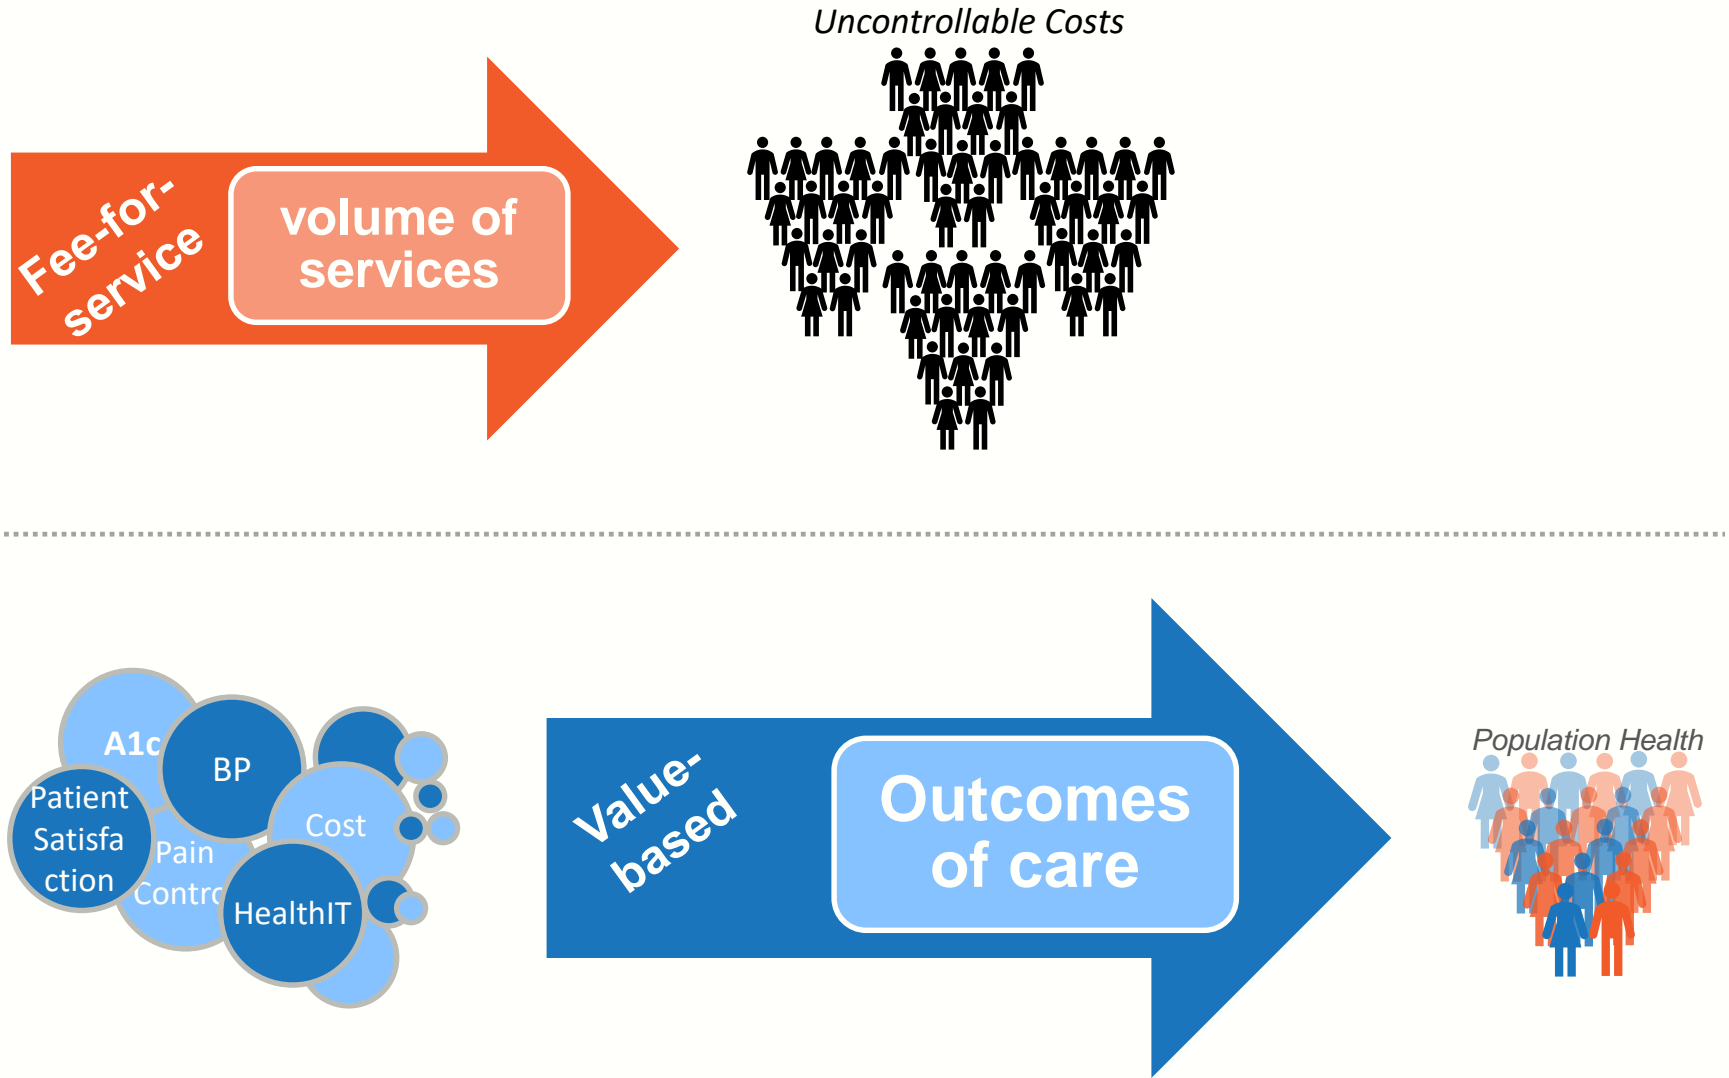 Uncontrollable Costs
Fee-for-
service
volume of
services
A1c
BP
Patient
Satisfa
ction
Pain
Contro
Cost
HealthIT
Value-
based
Outcomes
of care
Population Health